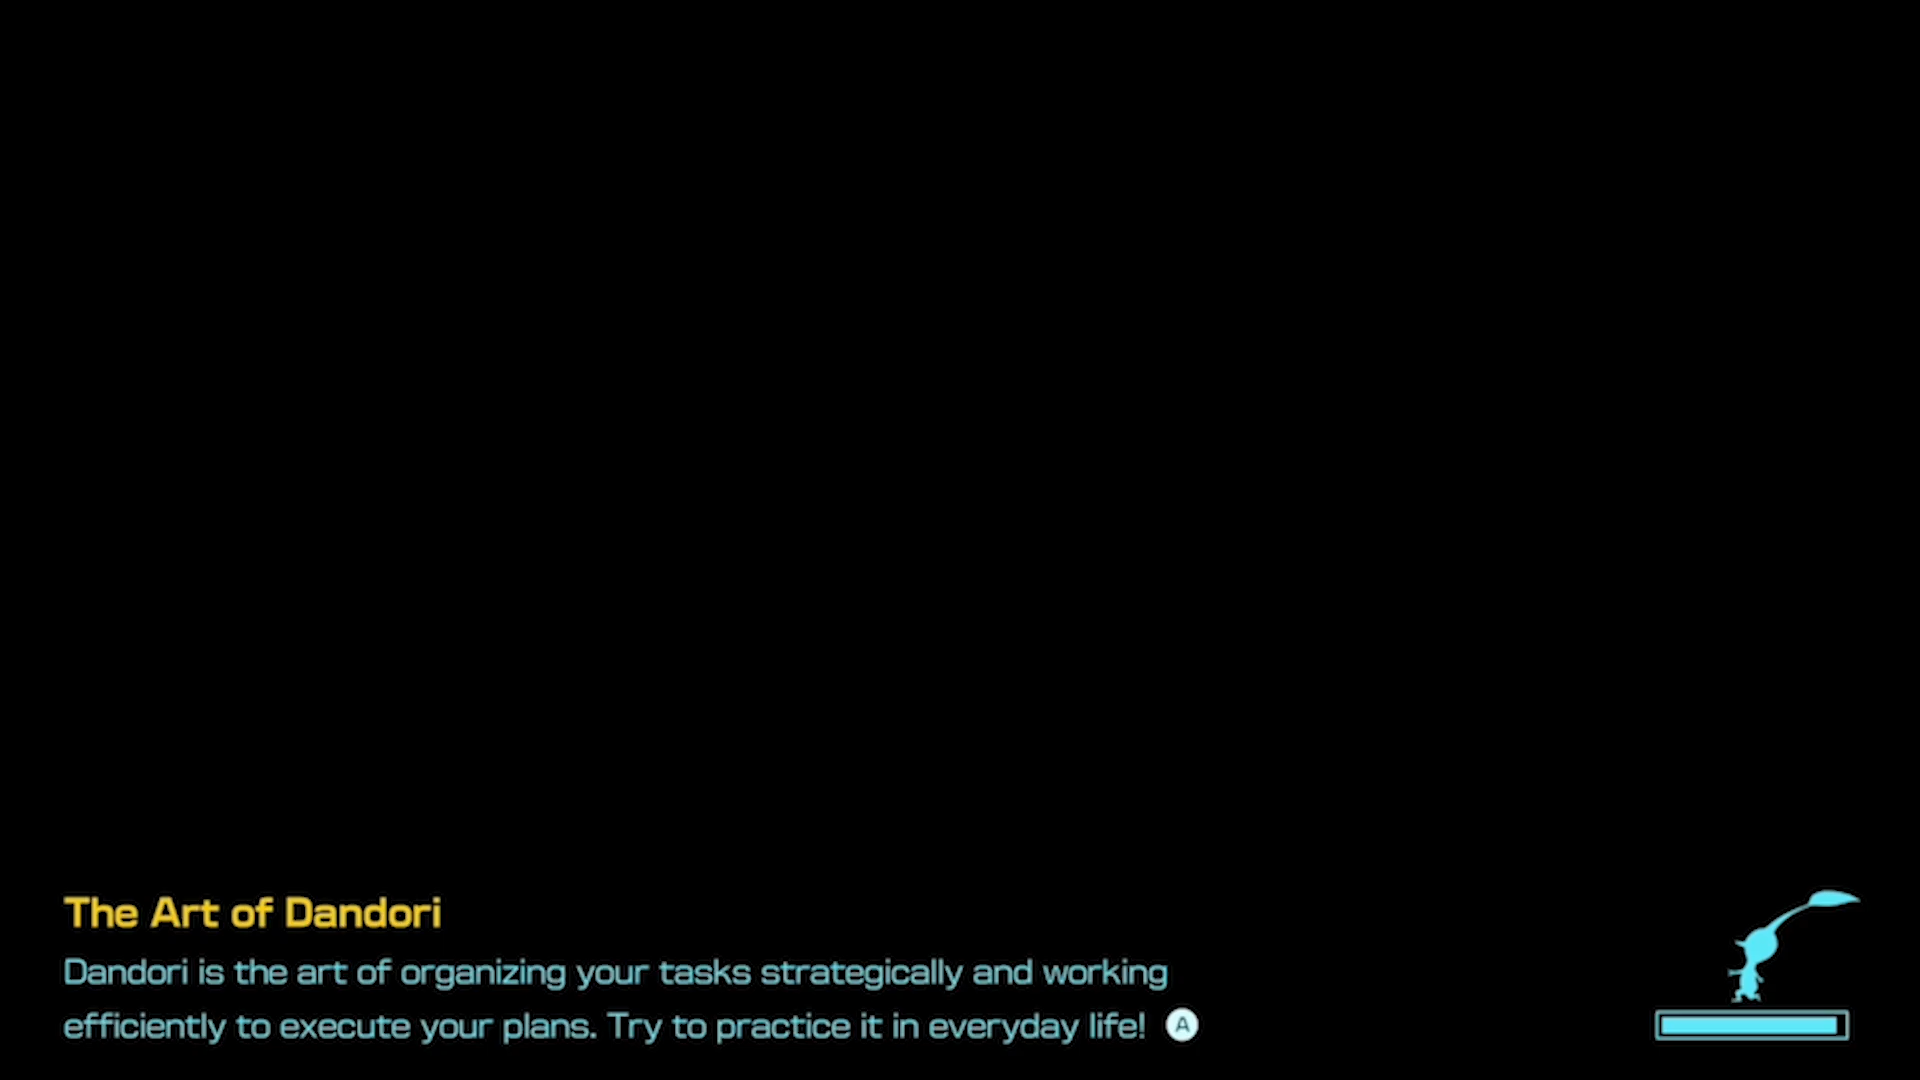 The Art of Dandori
Dandori is the art of organizing your tasks strategically and working
efficiently to execute your plans. Try to practice it in everyday life! A